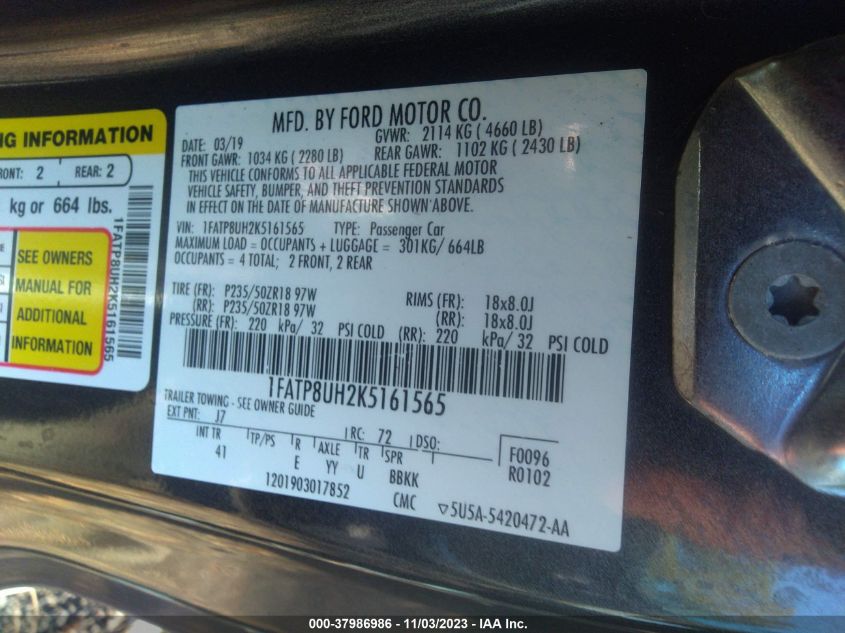 NG INFORMATION
RONT: 2
REAR: 2
kg or 664 lbs.
SEE OWNERS
MANUAL FOR
ADDITIONAL
INFORMATION
1FATP8UH2K5161565
MFD. BY FORD MOTOR CO.
DATE: 03/19 GVWR: 2114 KG ( 4660 LB)
FRONT GAWR: 1034 KG ( 2280 LB) REAR GAWR: 1102 KG ( 2430 LB)
THIS VEHICLE CONFORMS TO ALL APPLICABLE FEDERAL MOTOR
VEHICLE SAFETY, BUMPER, AND THEFT PREVENTION STANDARDS
IN EFFECT ON THE DATE OF MANUFACTURE SHOWN ABOVE.
VIN: 1FATP8UH2K5161565 TYPE: Passenger Car
MAXIMUM LOAD = OCCUPANTS + LUGGAGE = 301KG/ 664LB
OCCUPANTS = 4 TOTAL; 2 FRONT, 2 REAR
TIRE (FR): P235/50ZR18 97W RIMS (FR): 18x8.0J
(RR): P235/50ZR18 97W (RR): 18x8.0J
PRESSURE (FR): 220 kPa/ 32 PSI COLD (RR): 220 kPa/ 32 PSI COLD
1FATP8UH2K5161565
TRAILER TOWING - SEE OWNER GUIDE
EXT PNT: J7 RC: 72 DSO:
INT TR TP/PS R AXLE TR SPR
41 E YY U BBKK
F0096
R0102
1201903017852 CMC ▽5U5A-5420472-AA
000-37986986 - 11/03/2023 - IAA Inc.